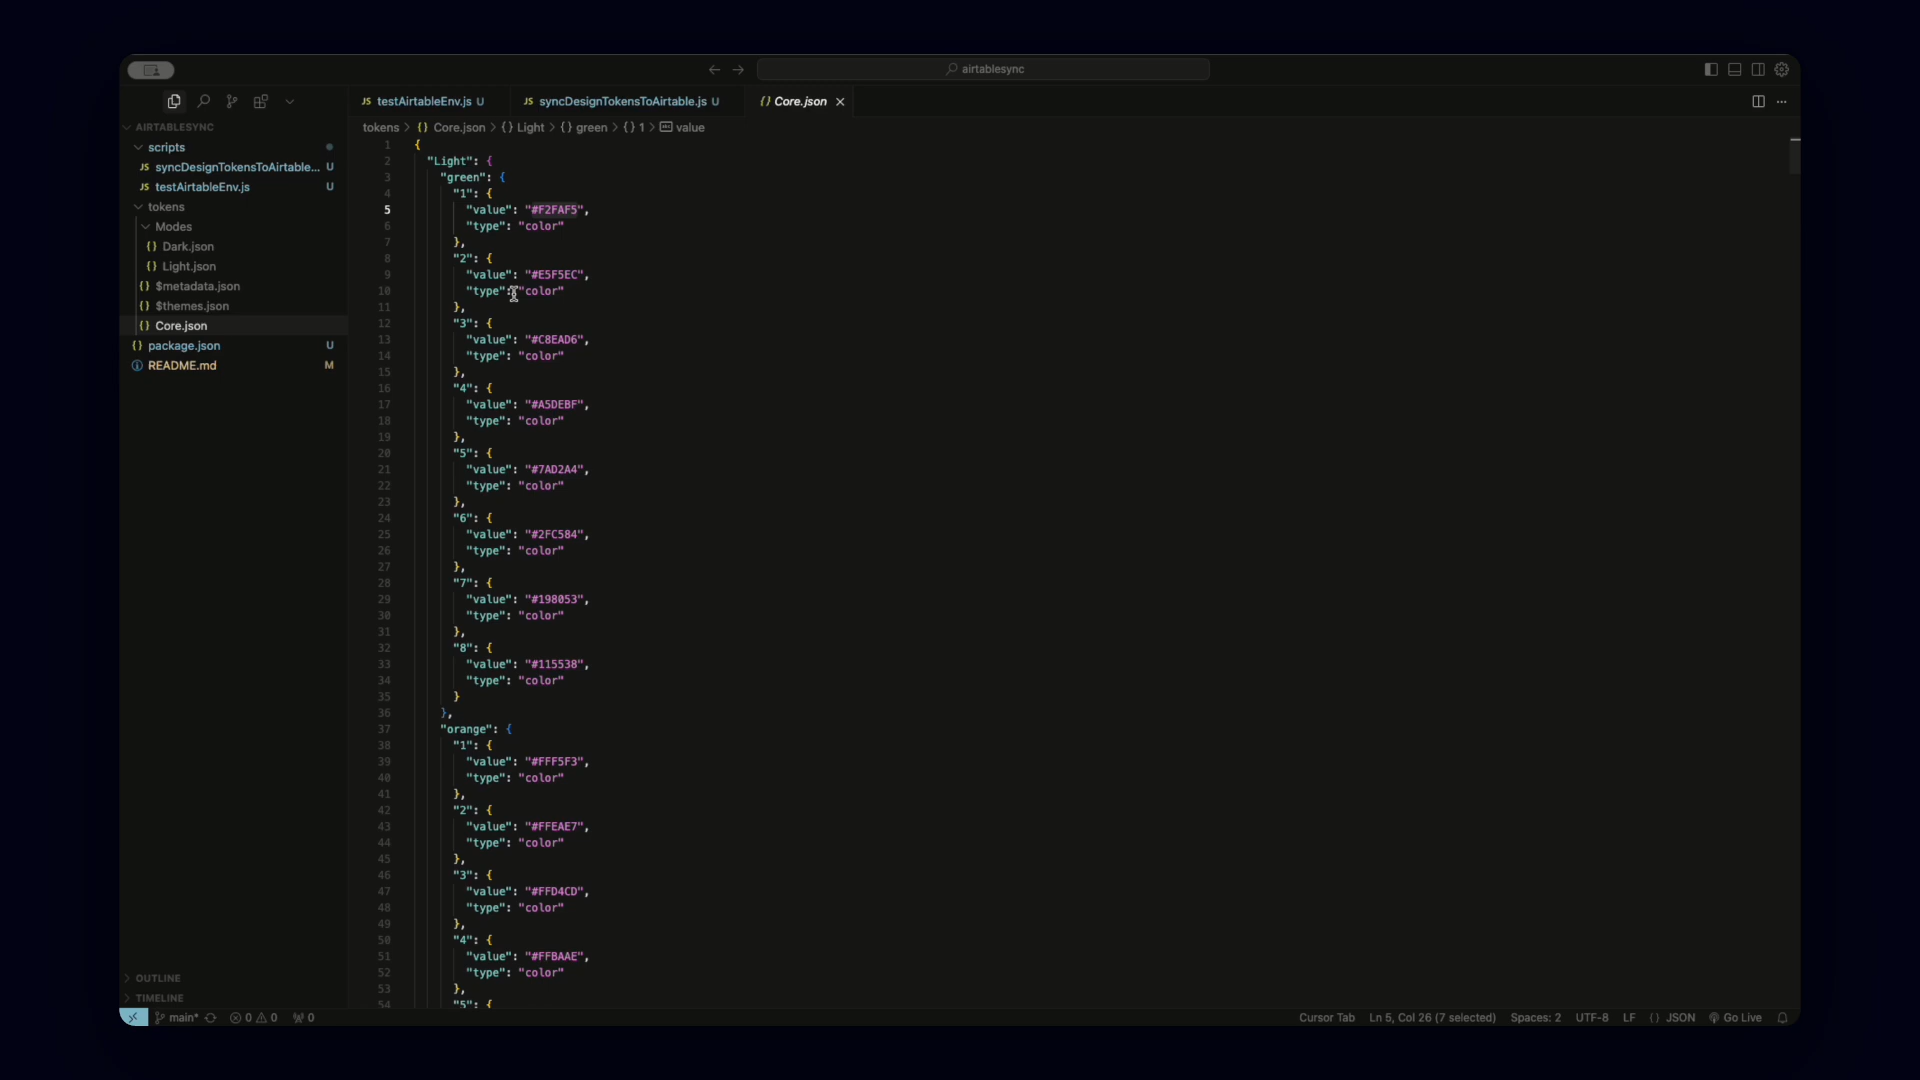 airtablesync
JS testAirtableEnv.js U
JS syncDesignTokensToAirtable.js U
{} Core.json ×
tokens > {} Core.json > {} Light > {} green > {} 1 > value
AIRTABLESYNC
scripts
JS syncDesignTokensToAirtable... U
JS testAirtableEnv.js U
tokens
Modes
{} Dark.json
{} Light.json
{} $metadata.json
{} $themes.json
{} Core.json
{} package.json U
README.md M
OUTLINE
TIMELINE
1 {
2 "Light": {
3 "green": {
4 "1": {
5 "value": "#F2FAF5",
6 "type": "color"
7 },
8 "2": {
9 "value": "#E5F5EC",
10 "type": "color"
11 },
12 "3": {
13 "value": "#C8EAD6",
14 "type": "color"
15 },
16 "4": {
17 "value": "#A5DEBF",
18 "type": "color"
19 },
20 "5": {
21 "value": "#7AD2A4",
22 "type": "color"
23 },
24 "6": {
25 "value": "#2FC584",
26 "type": "color"
27 },
28 "7": {
29 "value": "#198053",
30 "type": "color"
31 },
32 "8": {
33 "value": "#115538",
34 "type": "color"
35 }
36 },
37 "orange": {
38 "1": {
39 "value": "#FFF5F3",
40 "type": "color"
41 },
42 "2": {
43 "value": "#FFEAE7",
44 "type": "color"
45 },
46 "3": {
47 "value": "#FFD4CD",
48 "type": "color"
49 },
50 "4": {
51 "value": "#FFBAAE",
52 "type": "color"
53 },
54 "5": {
main* 0 0 0
Cursor Tab Ln 5, Col 26 (7 selected) Spaces: 2 UTF-8 LF {} JSON Go Live